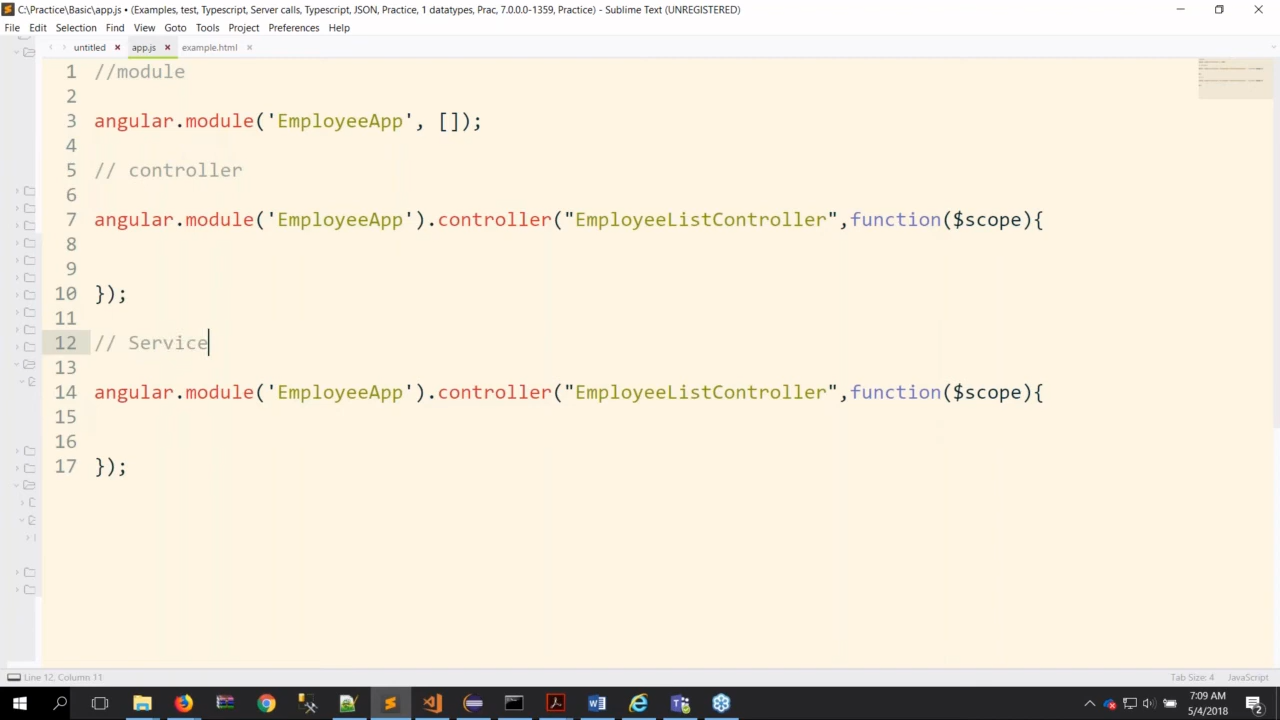 C:\Practice\Basic\app.js • (Examples, test, Typescript, Server calls, Typescript, JSON, Practice, 1 datatypes, Prac, 7.0.0.0-1359, Practice) - Sublime Text (UNREGISTERED)
File Edit Selection Find View Goto Tools Project Preferences Help
untitled app.js example.html
1 //module
2
3 angular.module('EmployeeApp', []);
4
5 // controller
6
7 angular.module('EmployeeApp').controller("EmployeeListController",function($scope){
8
9
10 });
11
12 // Service
13
14 angular.module('EmployeeApp').controller("EmployeeListController",function($scope){
15
16
17 });
Line 12, Column 11 Tab Size: 4 JavaScript
7:09 AM
5/4/2018
2